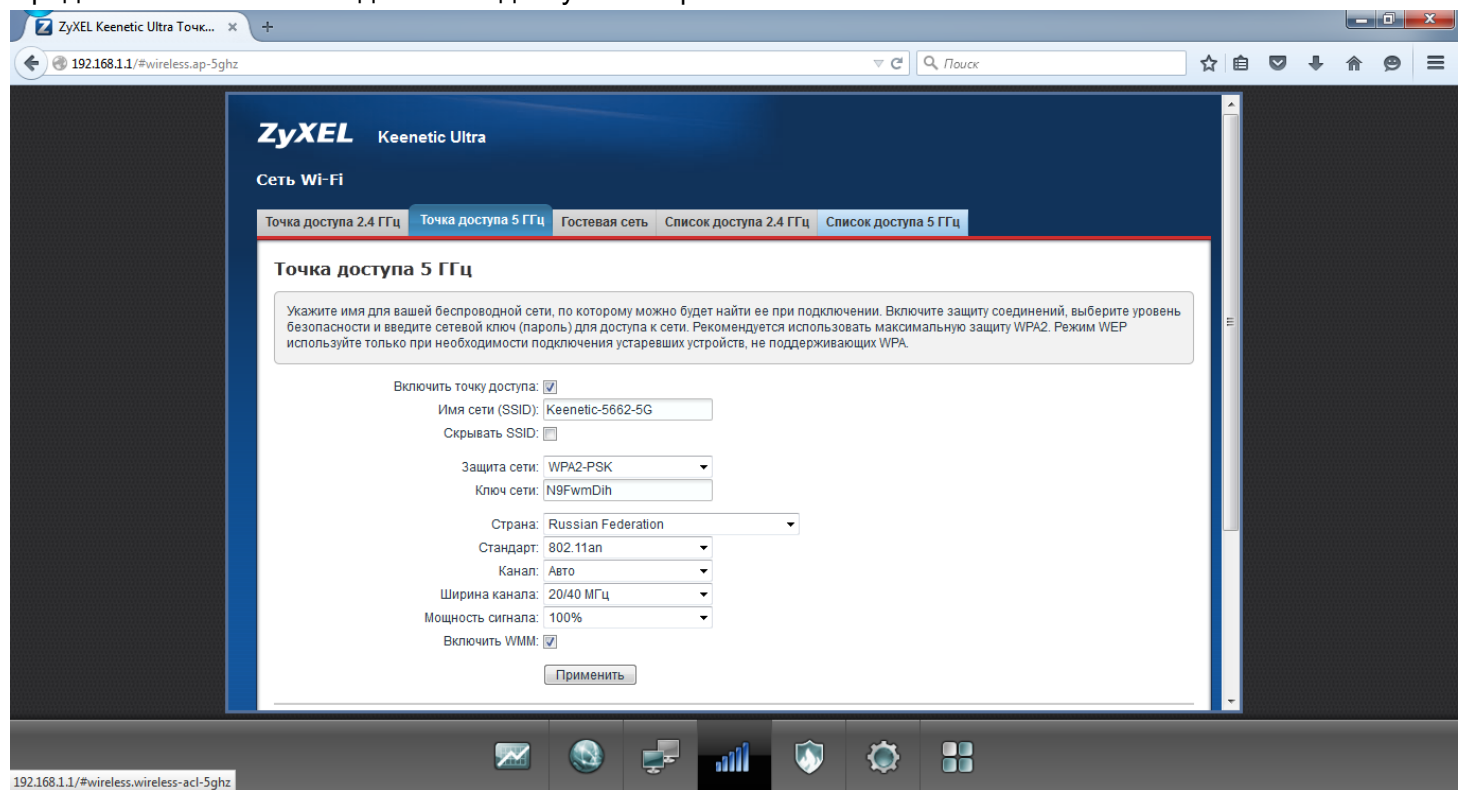 ZyXEL Keenetic Ultra Точк...
192.168.1.1/#wireless.ap-5ghz
Поиск
ZyXEL Keenetic Ultra
Сеть Wi-Fi
Точка доступа 2.4 ГГц Точка доступа 5 ГГц Гостевая сеть Список доступа 2.4 ГГц Список доступа 5 ГГц
Точка доступа 5 ГГц
Укажите имя для вашей беспроводной сети, по которому можно будет найти ее при подключении. Включите защиту соединений, выберите уровень
безопасности и введите сетевой ключ (пароль) для доступа к сети. Рекомендуется использовать максимальную защиту WPA2. Режим WEP
используйте только при необходимости подключения устаревших устройств, не поддерживающих WPA.
Включить точку доступа:
Имя сети (SSID): Keenetic-5662-5G
Скрывать SSID:
Защита сети: WPA2-PSK
Ключ сети: N9FwmDih
Страна: Russian Federation
Стандарт: 802.11an
Канал: Авто
Ширина канала: 20/40 МГц
Мощность сигнала: 100%
Включить WMM:
Применить
192.168.1.1/#wireless.wireless-acl-5ghz